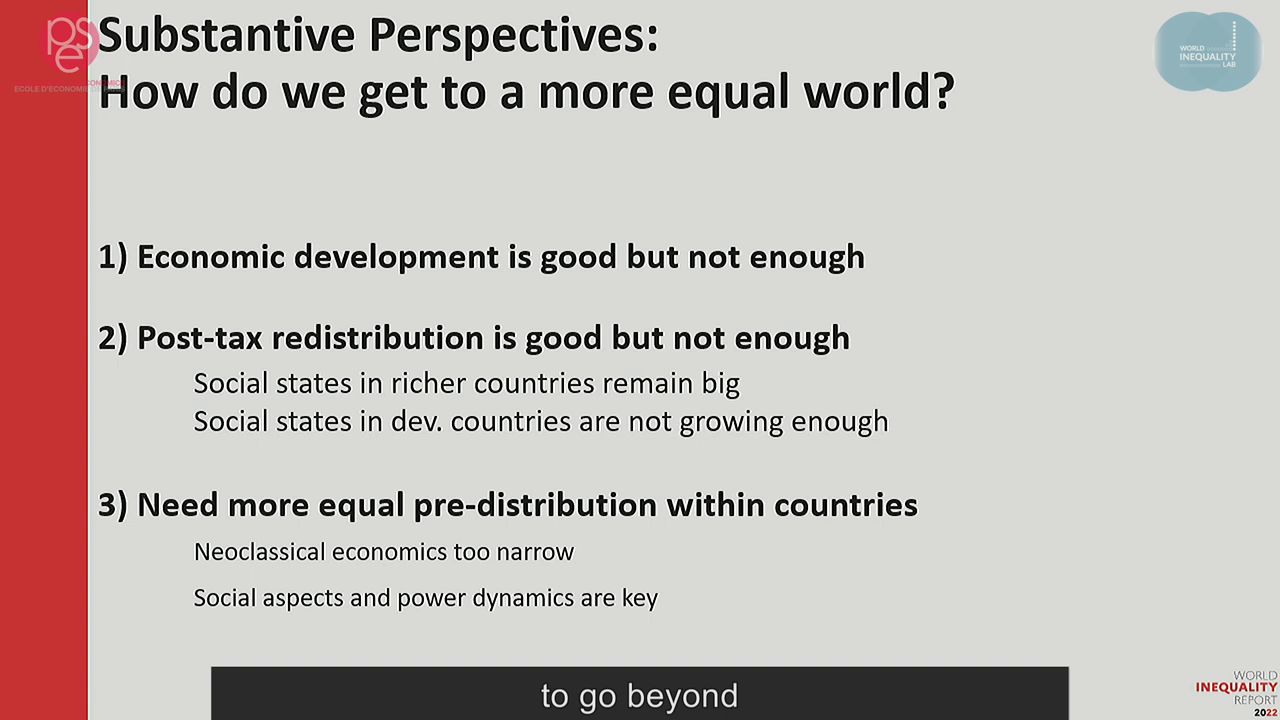 pse
ECOLE D'ECONOMIE
Substantive Perspectives:
How do we get to a more equal world?
WORLD
INEQUALITY
LAB
1) Economic development is good but not enough
2) Post-tax redistribution is good but not enough
Social states in richer countries remain big
Social states in dev. countries are not growing enough
3) Need more equal pre-distribution within countries
Neoclassical economics too narrow
Social aspects and power dynamics are key
to go beyond
WORLD
INEQUALITY
REPORT
2022